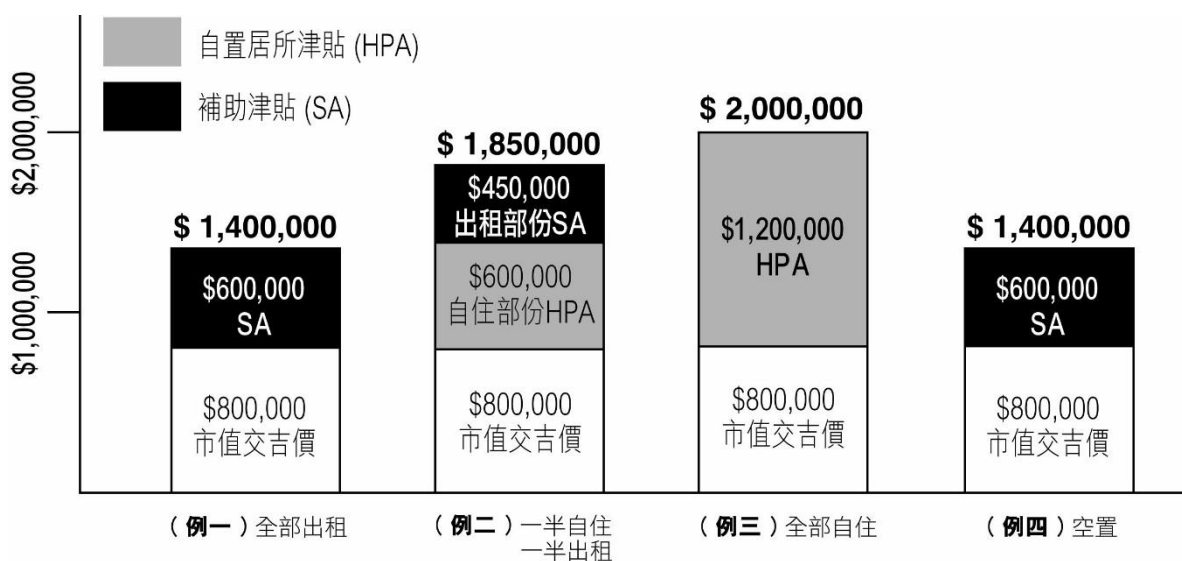 自置居所津貼 (HPA)
補助津貼 (SA)
$2,000,000
$1,000,000
$ 1,400,000
$600,000
SA
$800,000
市值交吉價
$ 1,850,000
$450,000
出租部份SA
$600,000
自住部份HPA
$800,000
市值交吉價
$ 2,000,000
$1,200,000
HPA
$800,000
市值交吉價
$ 1,400,000
$600,000
SA
$800,000
市值交吉價
(例一) 全部出租
(例二) 一半自住
一半出租
(例三) 全部自住
(例四) 空置